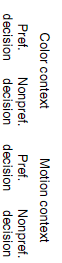 Color context
Motion context
Pref.
decision
Nonpref.
decision
Pref.
decision
Nonpref.
decision